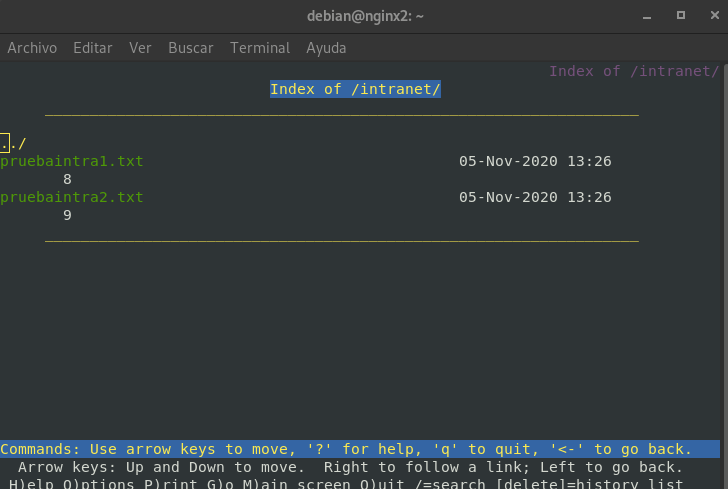 debian@nginx2: ~
Archivo Editar Ver Buscar Terminal Ayuda
Index of /intranet/
Index of /intranet/
../
pruebaintra1.txt 05-Nov-2020 13:26
8
pruebaintra2.txt 05-Nov-2020 13:26
9
Commands: Use arrow keys to move, '?' for help, 'q' to quit, '<-' to go back.
Arrow keys: Up and Down to move. Right to follow a link; Left to go back.
H)elp O)ptions P)rint G)o M)ain screen Q)uit /=search [delete]=history list